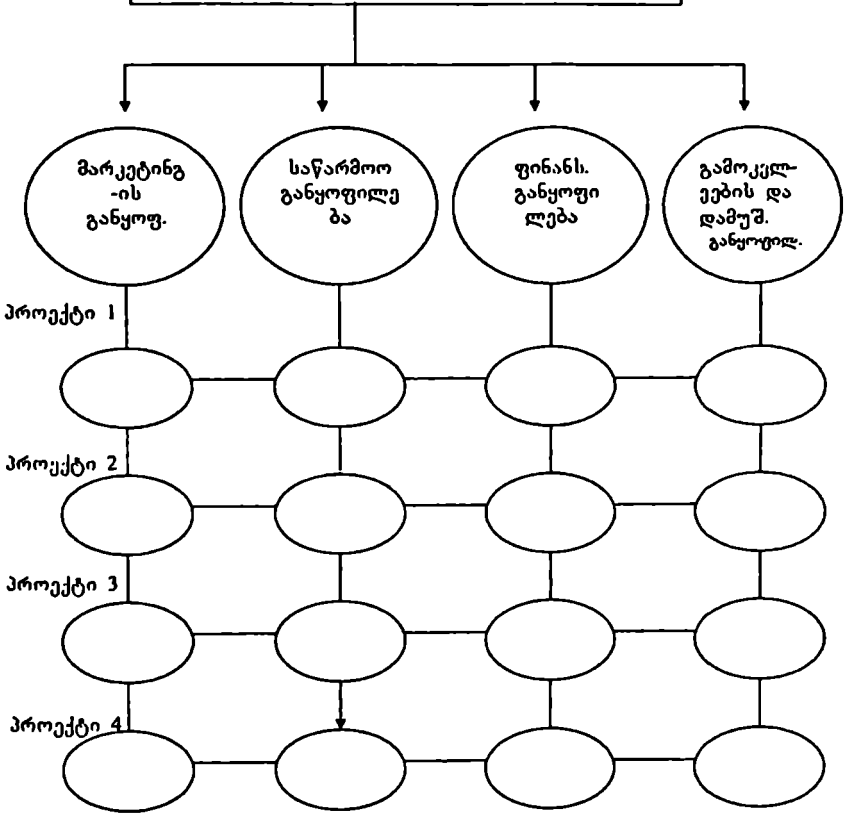 მარკეტინგ
-ის
განყოფ.
საწარმოო
განყოფილე
ბა
ფინანს.
განყოფი
ლება
გამოკვლ-
ევების და
დამუშ.
განყოფილ.
პროექტი 1
პროექტი 2
პროექტი 3
პროექტი 4